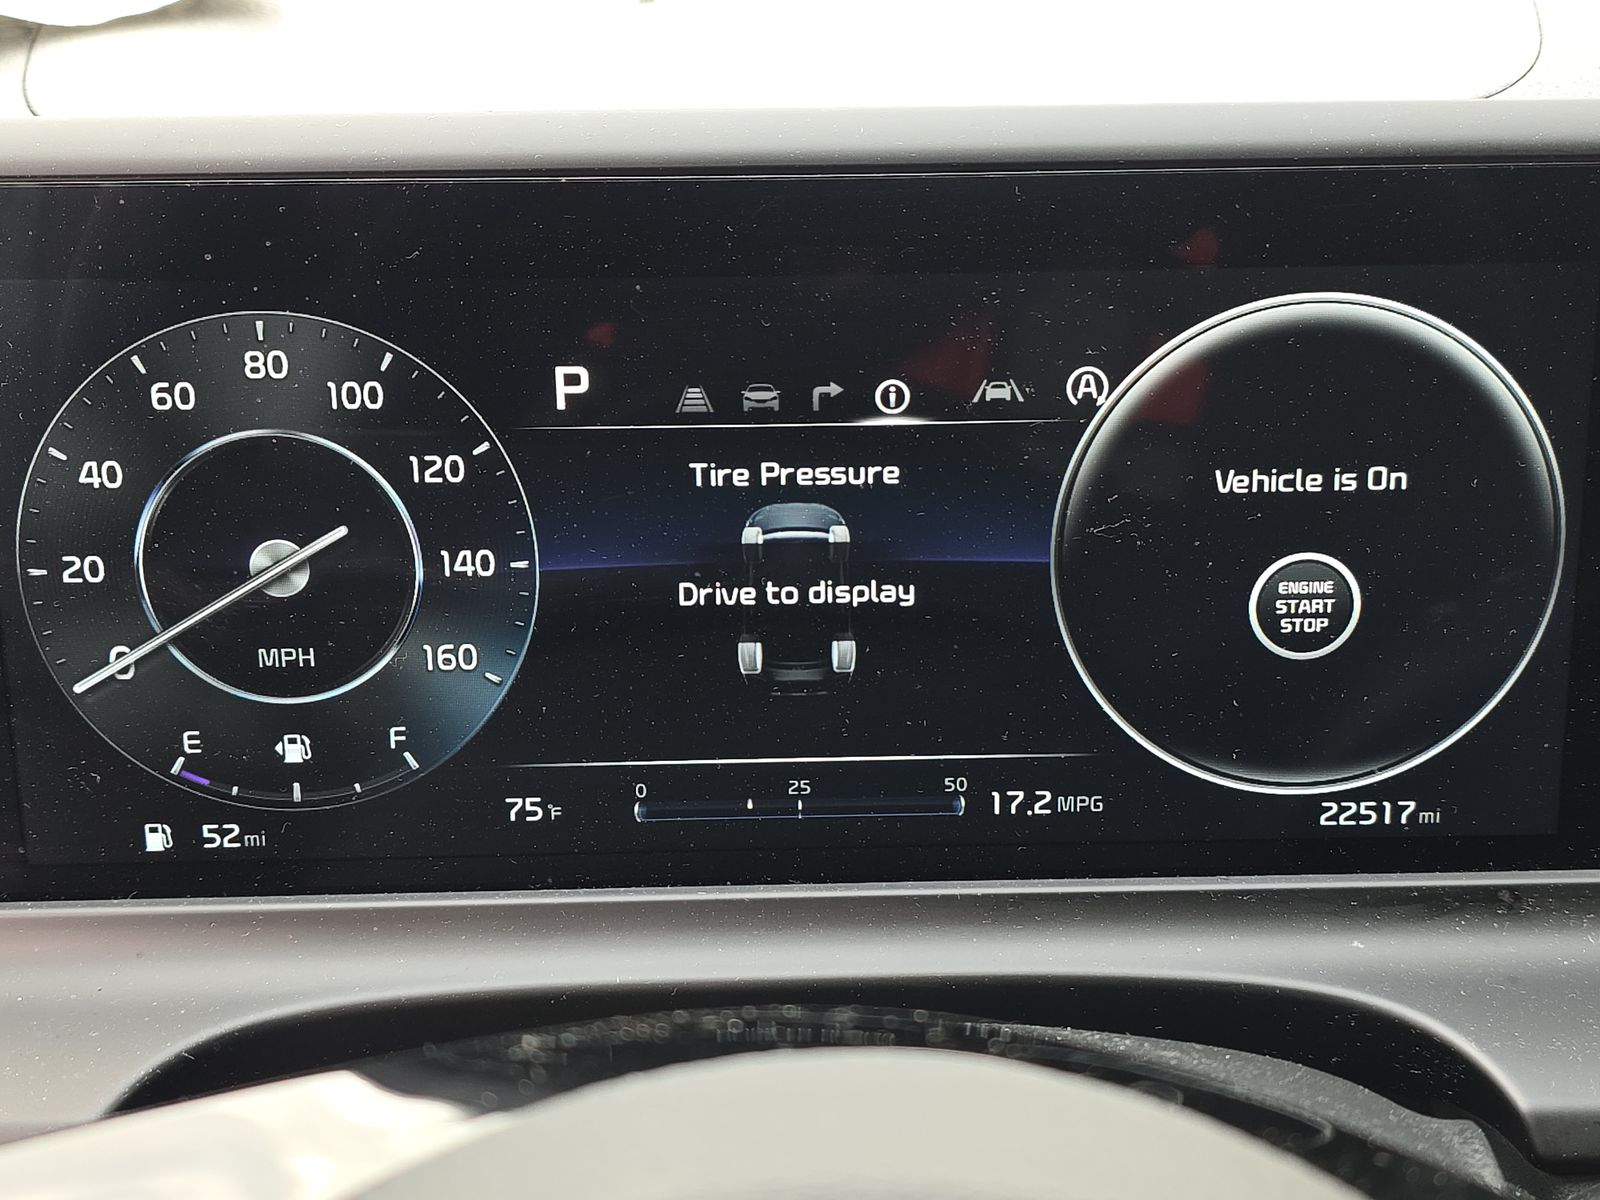 80
60
100
40
120
20
140
0
160
MPH
E
F
52mi
P
i
A
Tire Pressure
Drive to display
75°F
0
25
50
17.2MPG
Vehicle is On
ENGINE
START
STOP
22517mi